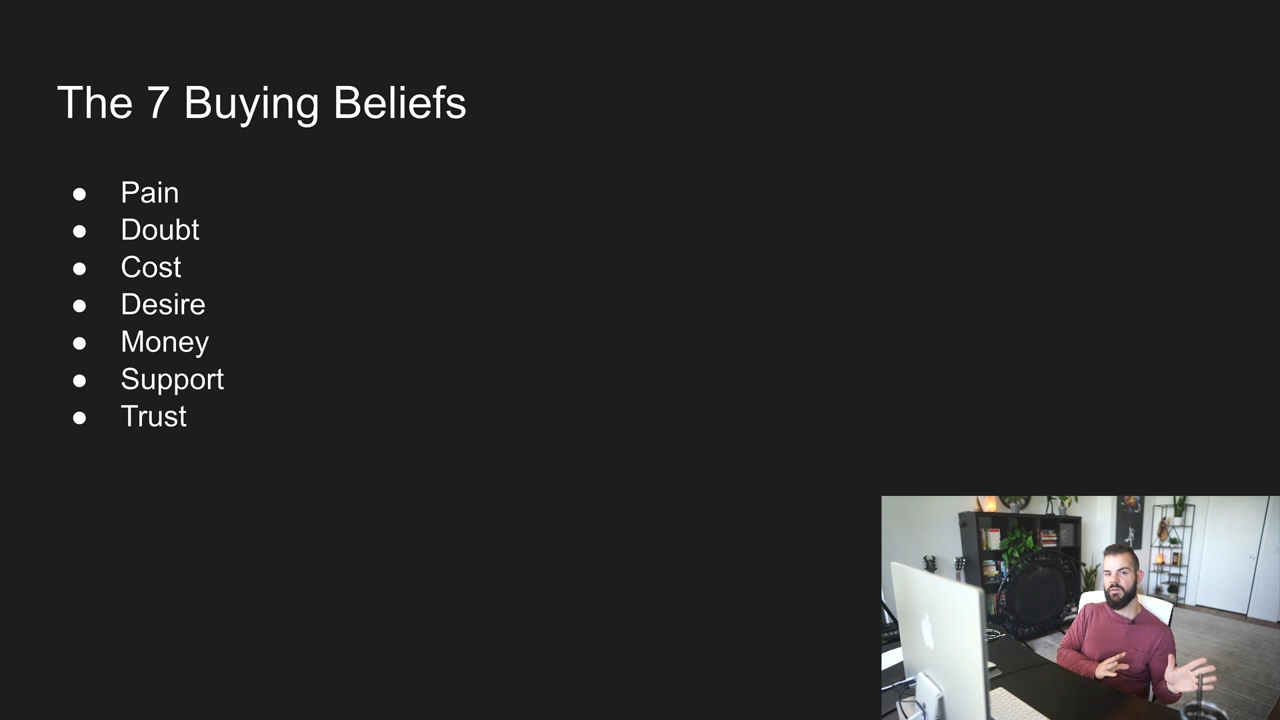 The 7 Buying Beliefs
● Pain
● Doubt
● Cost
● Desire
● Money
● Support
● Trust